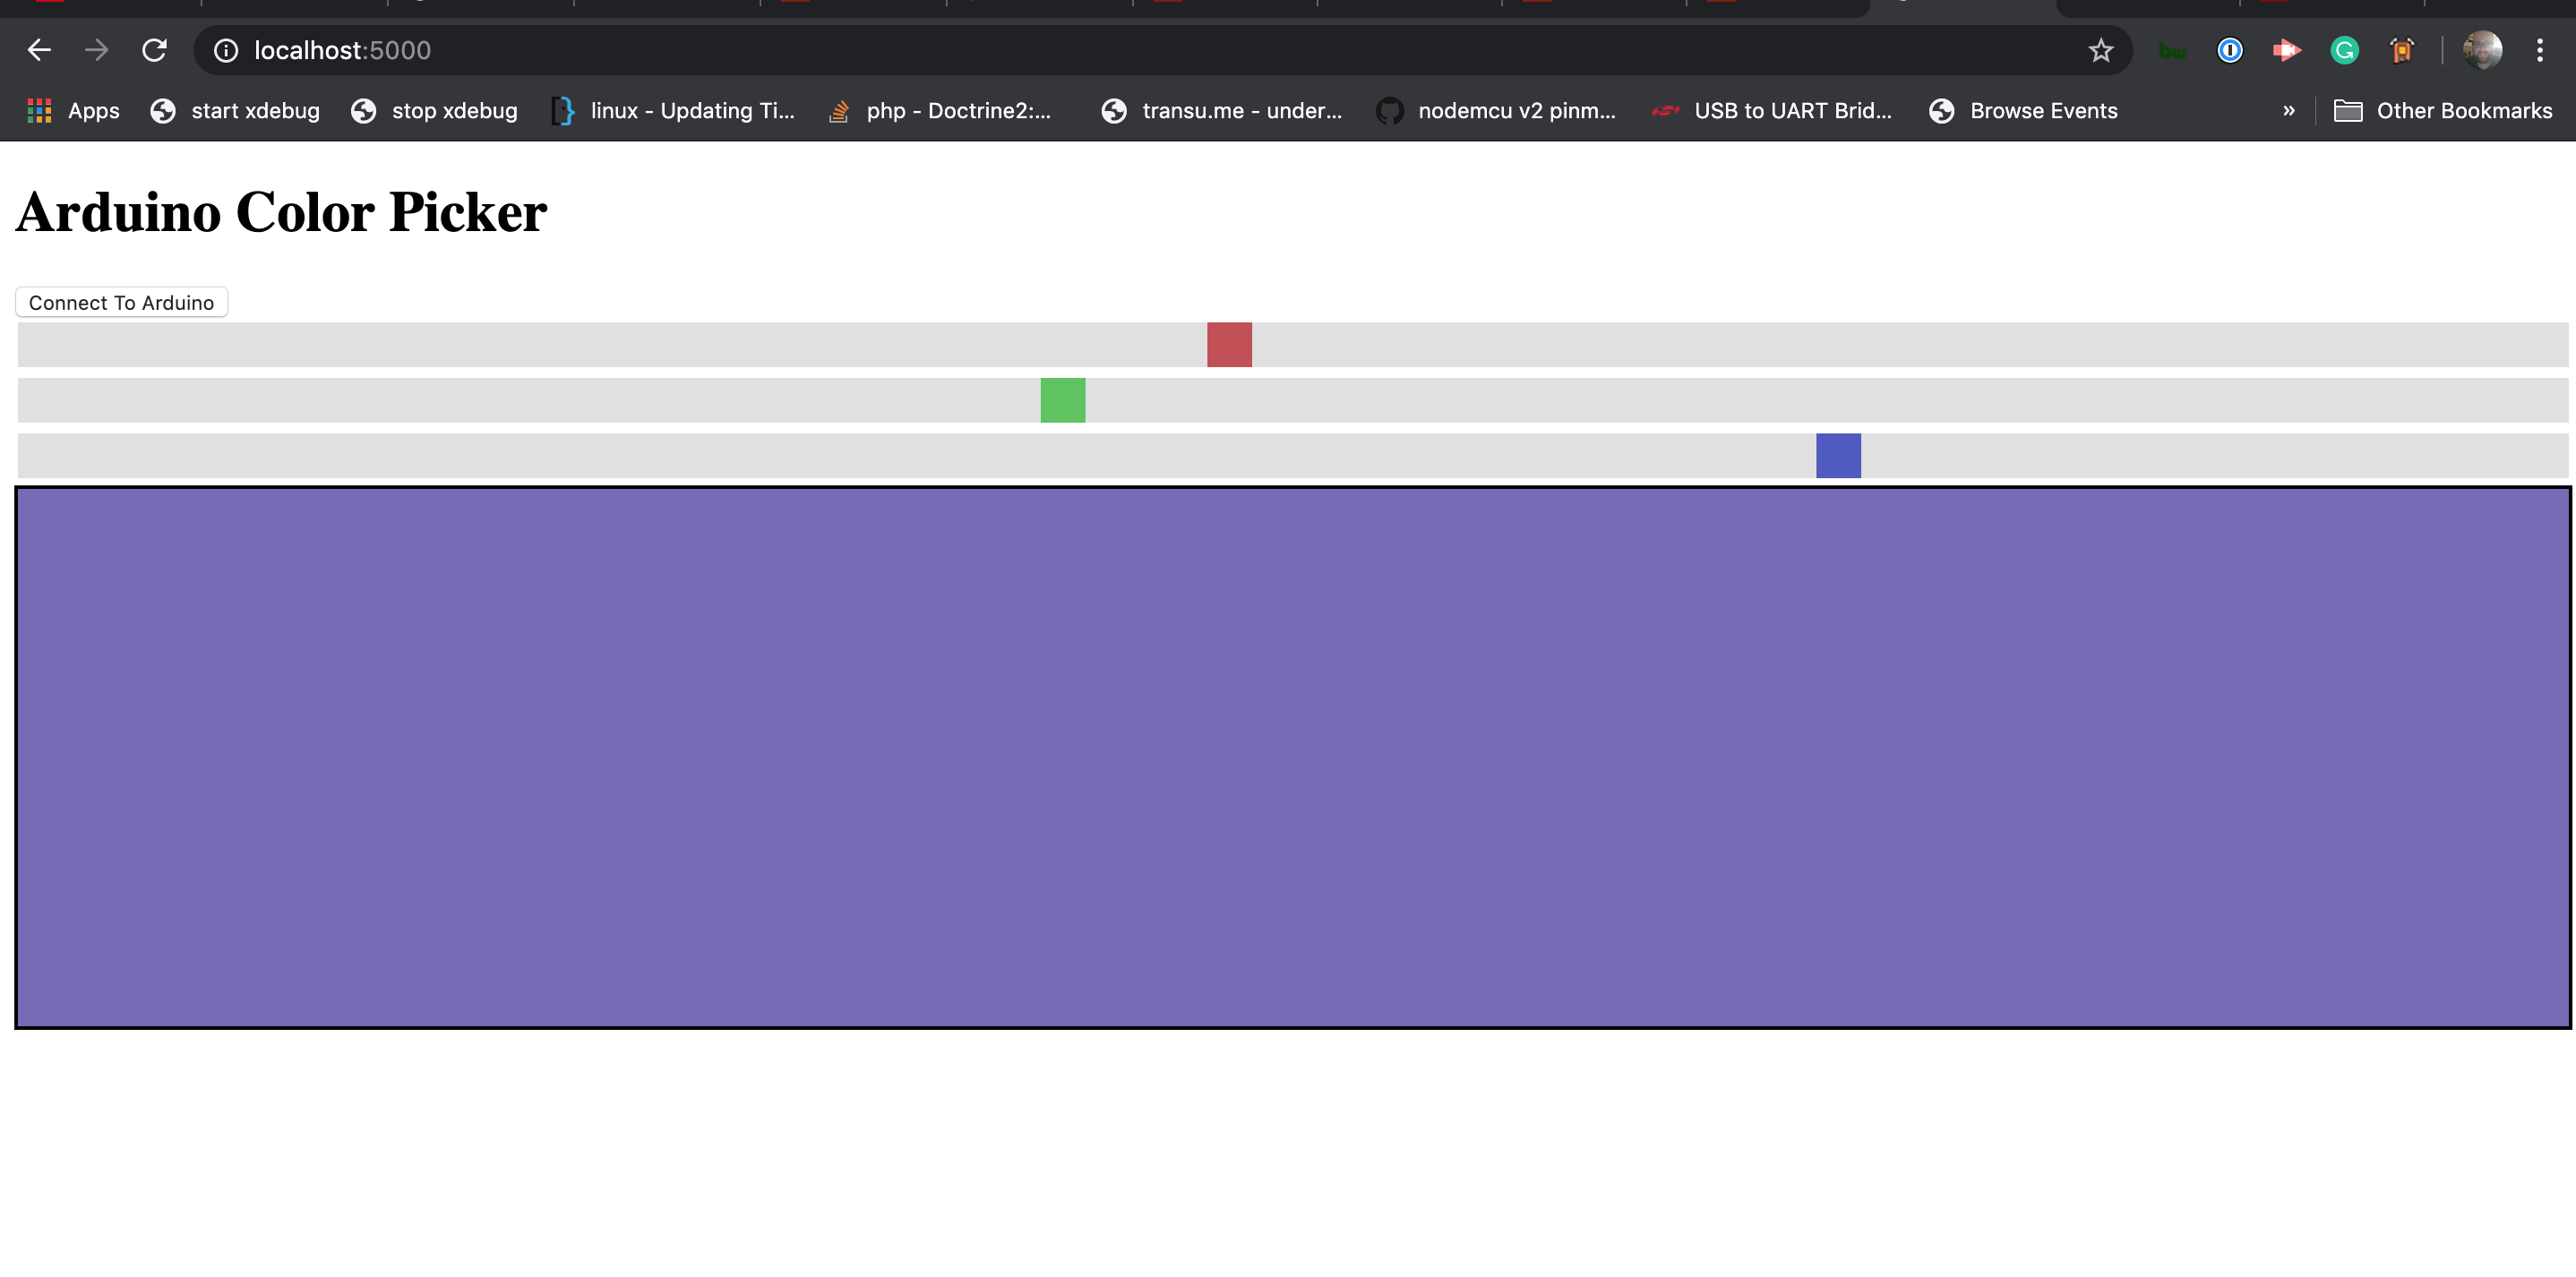 localhost:5000
bw
Apps start xdebug stop xdebug linux - Updating Ti... php - Doctrine2:... transu.me - under... nodemcu v2 pinm... USB to UART Brid... Browse Events » Other Bookmarks
Arduino Color Picker
Connect To Arduino